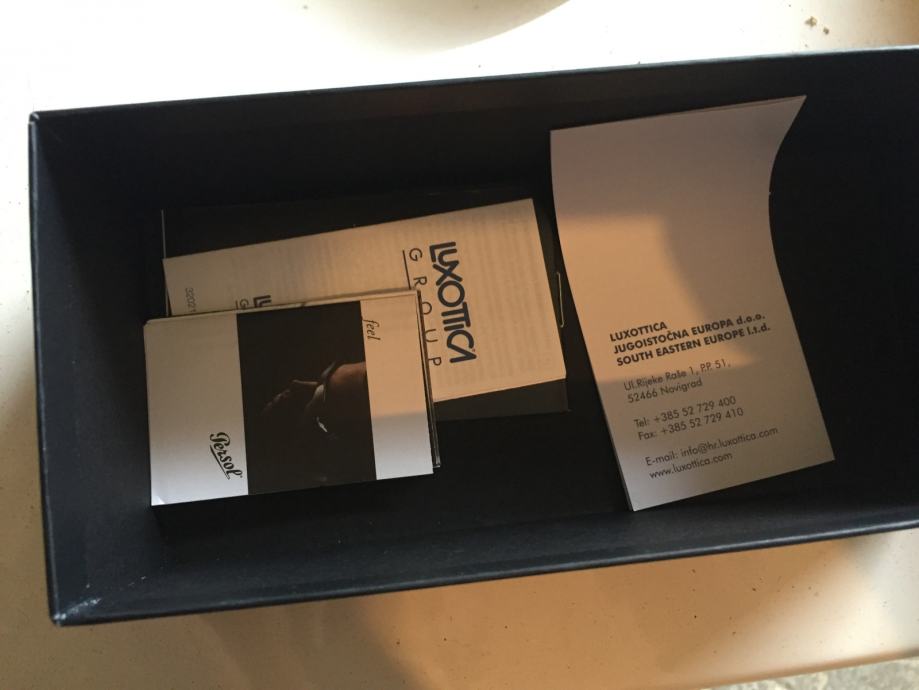 32021
LUXOTTICA
GROUP
feel
Persol
LUXOTTICA
JUGOISTOČNA EUROPA d.o.o.
SOUTH EASTERN EUROPE l.t.d.
Ul.Rijeke Raše 1, P.P. 51,
52466 Novigrad
Tel: +385 52 729 400
Fax: +385 52 729 410
E-mail: info@hr.luxottica.com
www.luxottica.com